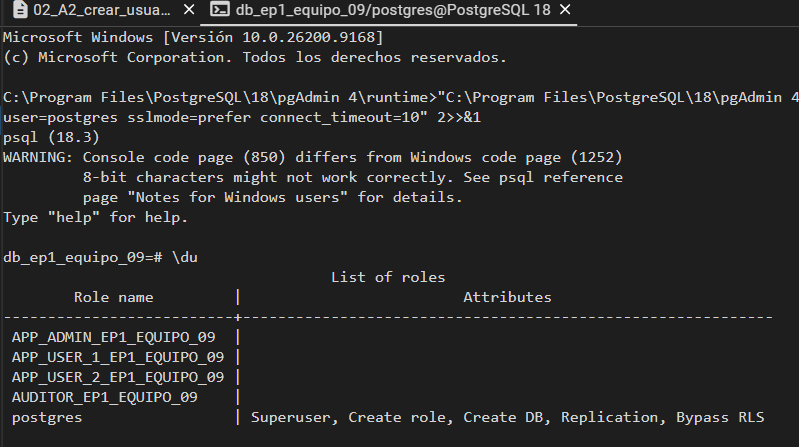 02_A2_crear_usua...
db_ep1_equipo_09/postgres@PostgreSQL 18
Microsoft Windows [Versión 10.0.26200.9168]
(c) Microsoft Corporation. Todos los derechos reservados.
C:\Program Files\PostgreSQL\18\pgAdmin 4\runtime>"C:\Program Files\PostgreSQL\18\pgAdmin 4
user=postgres sslmode=prefer connect_timeout=10" 2>>&1
psql (18.3)
WARNING: Console code page (850) differs from Windows code page (1252)
         8-bit characters might not work correctly. See psql reference
         page "Notes for Windows users" for details.
Type "help" for help.
db_ep1_equipo_09=# \du
                                       List of roles
        Role name         |                         Attributes
--------------------------+------------------------------------------------------------
 APP_ADMIN_EP1_EQUIPO_09  |
 APP_USER_1_EP1_EQUIPO_09 |
 APP_USER_2_EP1_EQUIPO_09 |
 AUDITOR_EP1_EQUIPO_09    |
 postgres                 | Superuser, Create role, Create DB, Replication, Bypass RLS